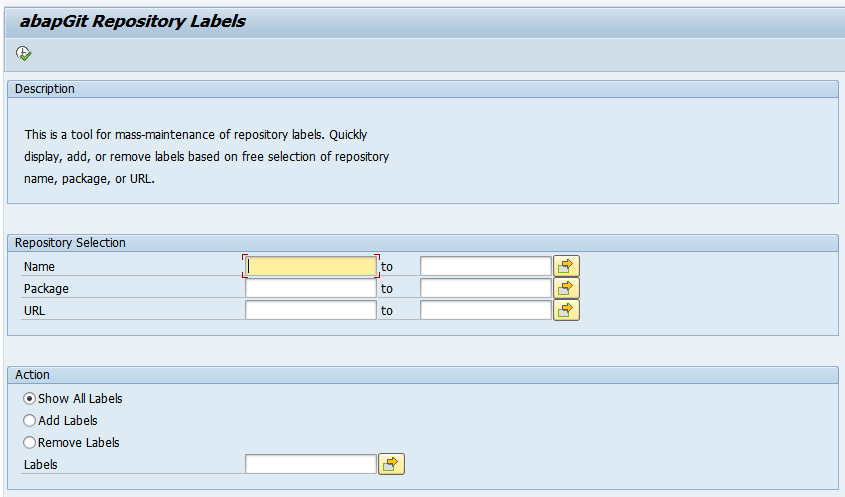 abapGit Repository Labels
Description
This is a tool for mass-maintenance of repository labels. Quickly
display, add, or remove labels based on free selection of repository
name, package, or URL.
Repository Selection
Name to
Package to
URL to
Action
Show All Labels
Add Labels
Remove Labels
Labels